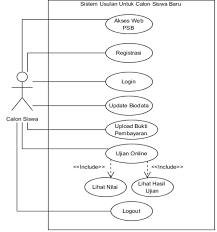 Sistem Usulan Untuk Calon Siswa Baru
Akses Web
PSB
Registrasi
Login
Update Biodata
Calon Siswa
Upload Bukti
Pembayaran
Ujian Online
<<Include>>
<<Include>>
Lihat Nilai
Lihat Hasil
Ujian
Logout